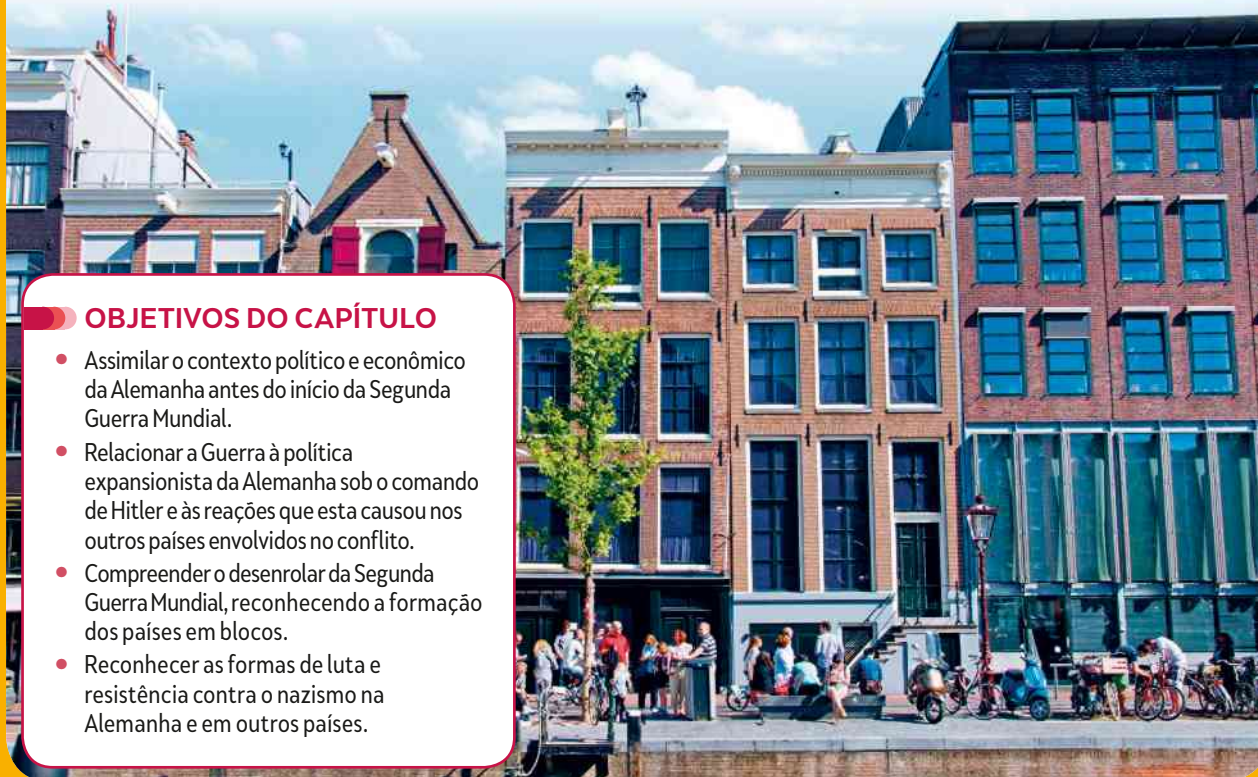 OBJETIVOS DO CAPÍTULO
• Assimilar o contexto político e econômico
da Alemanha antes do início da Segunda
Guerra Mundial.
• Relacionar a Guerra à política
expansionista da Alemanha sob o comando
de Hitler e às reações que esta causou nos
outros países envolvidos no conflito.
• Compreender o desenrolar da Segunda
Guerra Mundial, reconhecendo a formação
dos países em blocos.
• Reconhecer as formas de luta e
resistência contra o nazismo na
Alemanha e em outros países.